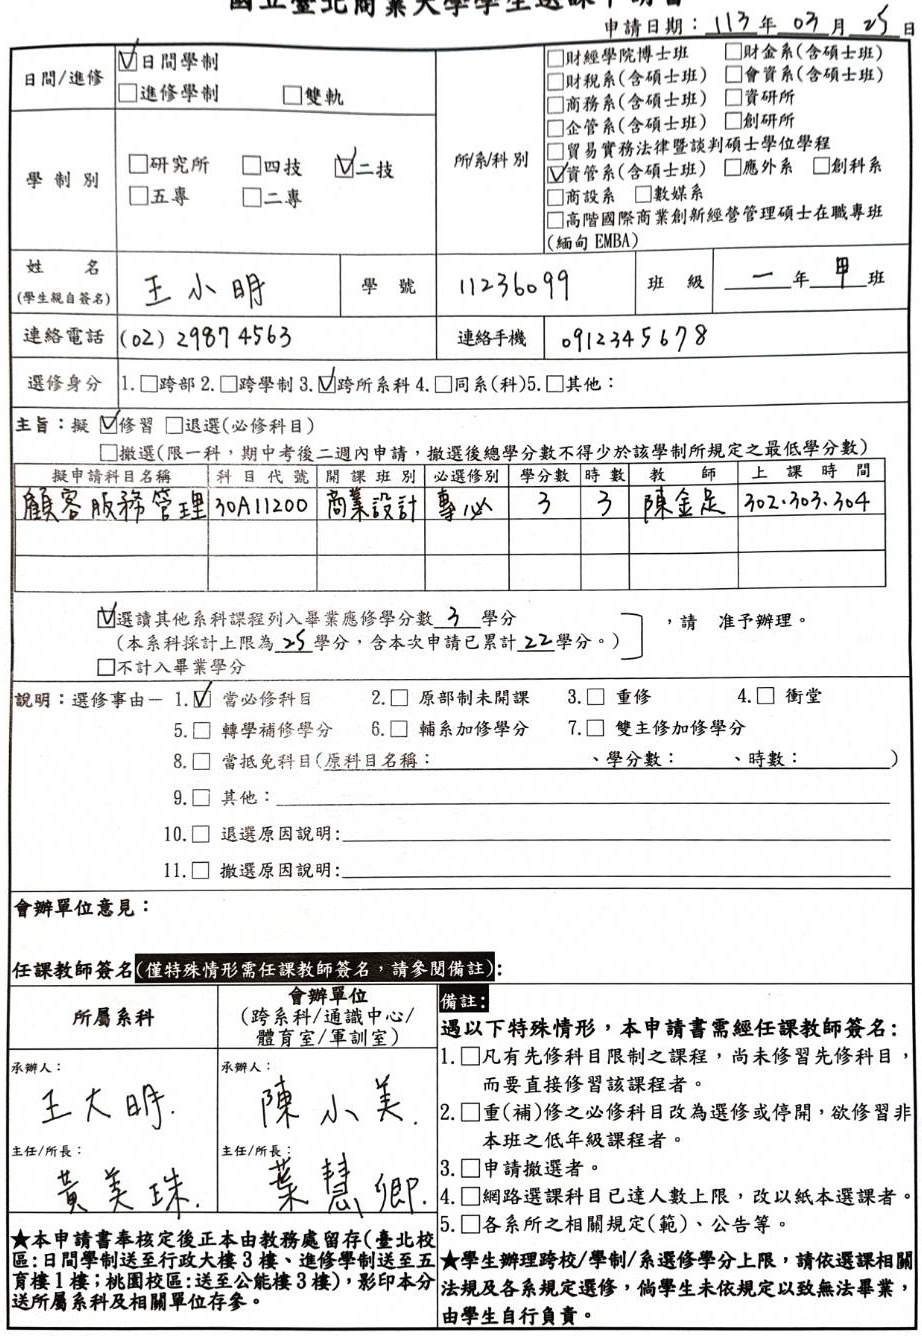 國立臺北商業大學學生選課申請書
申請日期：113年03月25日
日間/進修
☑日間學制
□進修學制 □雙軌
學制別
□研究所 □四技 ☑二技
□五專 □二專
所/系/科別
□財經學院博士班 □財金系(含碩士班)
□財稅系(含碩士班) □會資系(含碩士班)
□商務系(含碩士班) □資研所
□企管系(含碩士班) □創研所
□貿易實務法律暨談判碩士學位學程
☑資管系(含碩士班) □應外系 □創科系
□商設系 □數媒系
□高階國際商業創新經營管理碩士在職專班
(緬甸EMBA)
姓名
(學生親自簽名)
王小明
學號
11236099
班級
一年甲班
連絡電話
(02) 29874563
連絡手機
0912345678
選修身分
1.□跨部2.□跨學制3.☑跨所系科4.□同系(科)5.□其他：
主旨：擬 ☑修習 □退選(必修科目)
□撤選(限一科，期中考後二週內申請，撤選後總學分數不得少於該學制所規定之最低學分數)
擬申請科目名稱 科目代號 開課班別 必選修別 學分數 時數 教師 上課時間
顧客服務管理 30A11200 商業設計 專必 3 3 陳金足 302.303.304
☑選讀其他系科課程列入畢業應修學分數 3 學分
(本系科採計上限為 25 學分，含本次申請已累計 22 學分。)
，請 准予辦理。
□不計入畢業學分
說明：選修事由－ 1.☑ 當必修科目 2.□ 原部制未開課 3.□ 重修 4.□ 衝堂
5.□ 轉學補修學分 6.□ 輔系加修學分 7.□ 雙主修加修學分
8.□ 當抵免科目(原科目名稱： 、學分數： 、時數： )
9.□ 其他：
10.□ 退選原因說明:
11.□ 撤選原因說明:
會辦單位意見：
任課教師簽名(僅特殊情形需任課教師簽名，請參閱備註):
所屬系科
會辦單位
(跨系科/通識中心/
體育室/軍訓室)
承辦人：
王大明.
承辦人：
陳小美.
主任/所長：
黃美珠.
主任/所長：
葉慧卿.
★本申請書奉核定後正本由教務處留存(臺北校
區:日間學制送至行政大樓3樓、進修學制送至五
育樓1樓；桃園校區:送至公能樓3樓)，影印本分
送所屬系科及相關單位存參。
備註:
遇以下特殊情形，本申請書需經任課教師簽名:
1.□凡有先修科目限制之課程，尚未修習先修科目，
而要直接修習該課程者。
2.□重(補)修之必修科目改為選修或停開，欲修習非
本班之低年級課程者。
3.□申請撤選者。
4.□網路選課科目已達人數上限，改以紙本選課者。
5.□各系所之相關規定(範)、公告等。
★學生辦理跨校/學制/系選修學分上限，請依選課相關
法規及各系規定選修，倘學生未依規定以致無法畢業，
由學生自行負責。